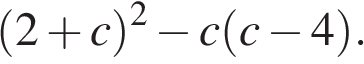 (2 + c)² − c(c − 4).